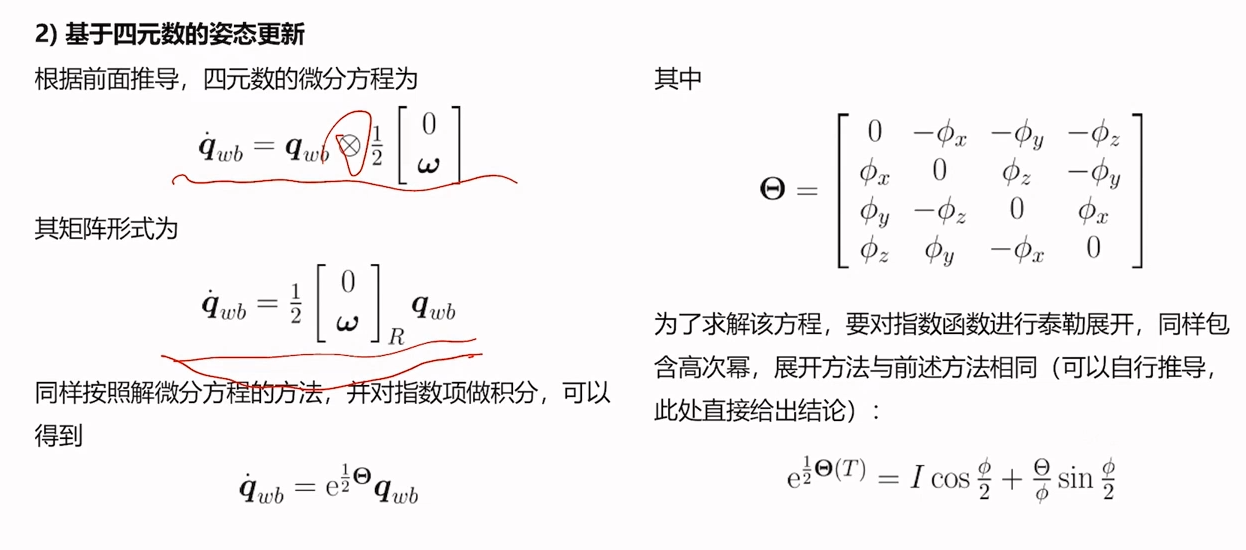 2) 基于四元数的姿态更新
根据前面推导，四元数的微分方程为
$\dot{\boldsymbol{q}}_{wb} = \boldsymbol{q}_{wb} \otimes \frac{1}{2} \begin{bmatrix} 0 \\ \boldsymbol{\omega} \end{bmatrix}$
其矩阵形式为
$\dot{\boldsymbol{q}}_{wb} = \frac{1}{2} \begin{bmatrix} 0 \\ \boldsymbol{\omega} \end{bmatrix}_R \boldsymbol{q}_{wb}$
同样按照解微分方程的方法，并对指数项做积分，可以
得到
$\dot{\boldsymbol{q}}_{wb} = \mathrm{e}^{\frac{1}{2}\boldsymbol{\Theta}} \boldsymbol{q}_{wb}$
其中
$\boldsymbol{\Theta} = \begin{bmatrix} 0 & -\phi_x & -\phi_y & -\phi_z \\ \phi_x & 0 & \phi_z & -\phi_y \\ \phi_y & -\phi_z & 0 & \phi_x \\ \phi_z & \phi_y & -\phi_x & 0 \end{bmatrix}$
为了求解该方程，要对指数函数进行泰勒展开，同样包
含高次幂，展开方法与前述方法相同（可以自行推导，
此处直接给出结论）：
$\mathrm{e}^{\frac{1}{2}\boldsymbol{\Theta}(T)} = I \cos \frac{\phi}{2} + \frac{\Theta}{\phi} \sin \frac{\phi}{2}$